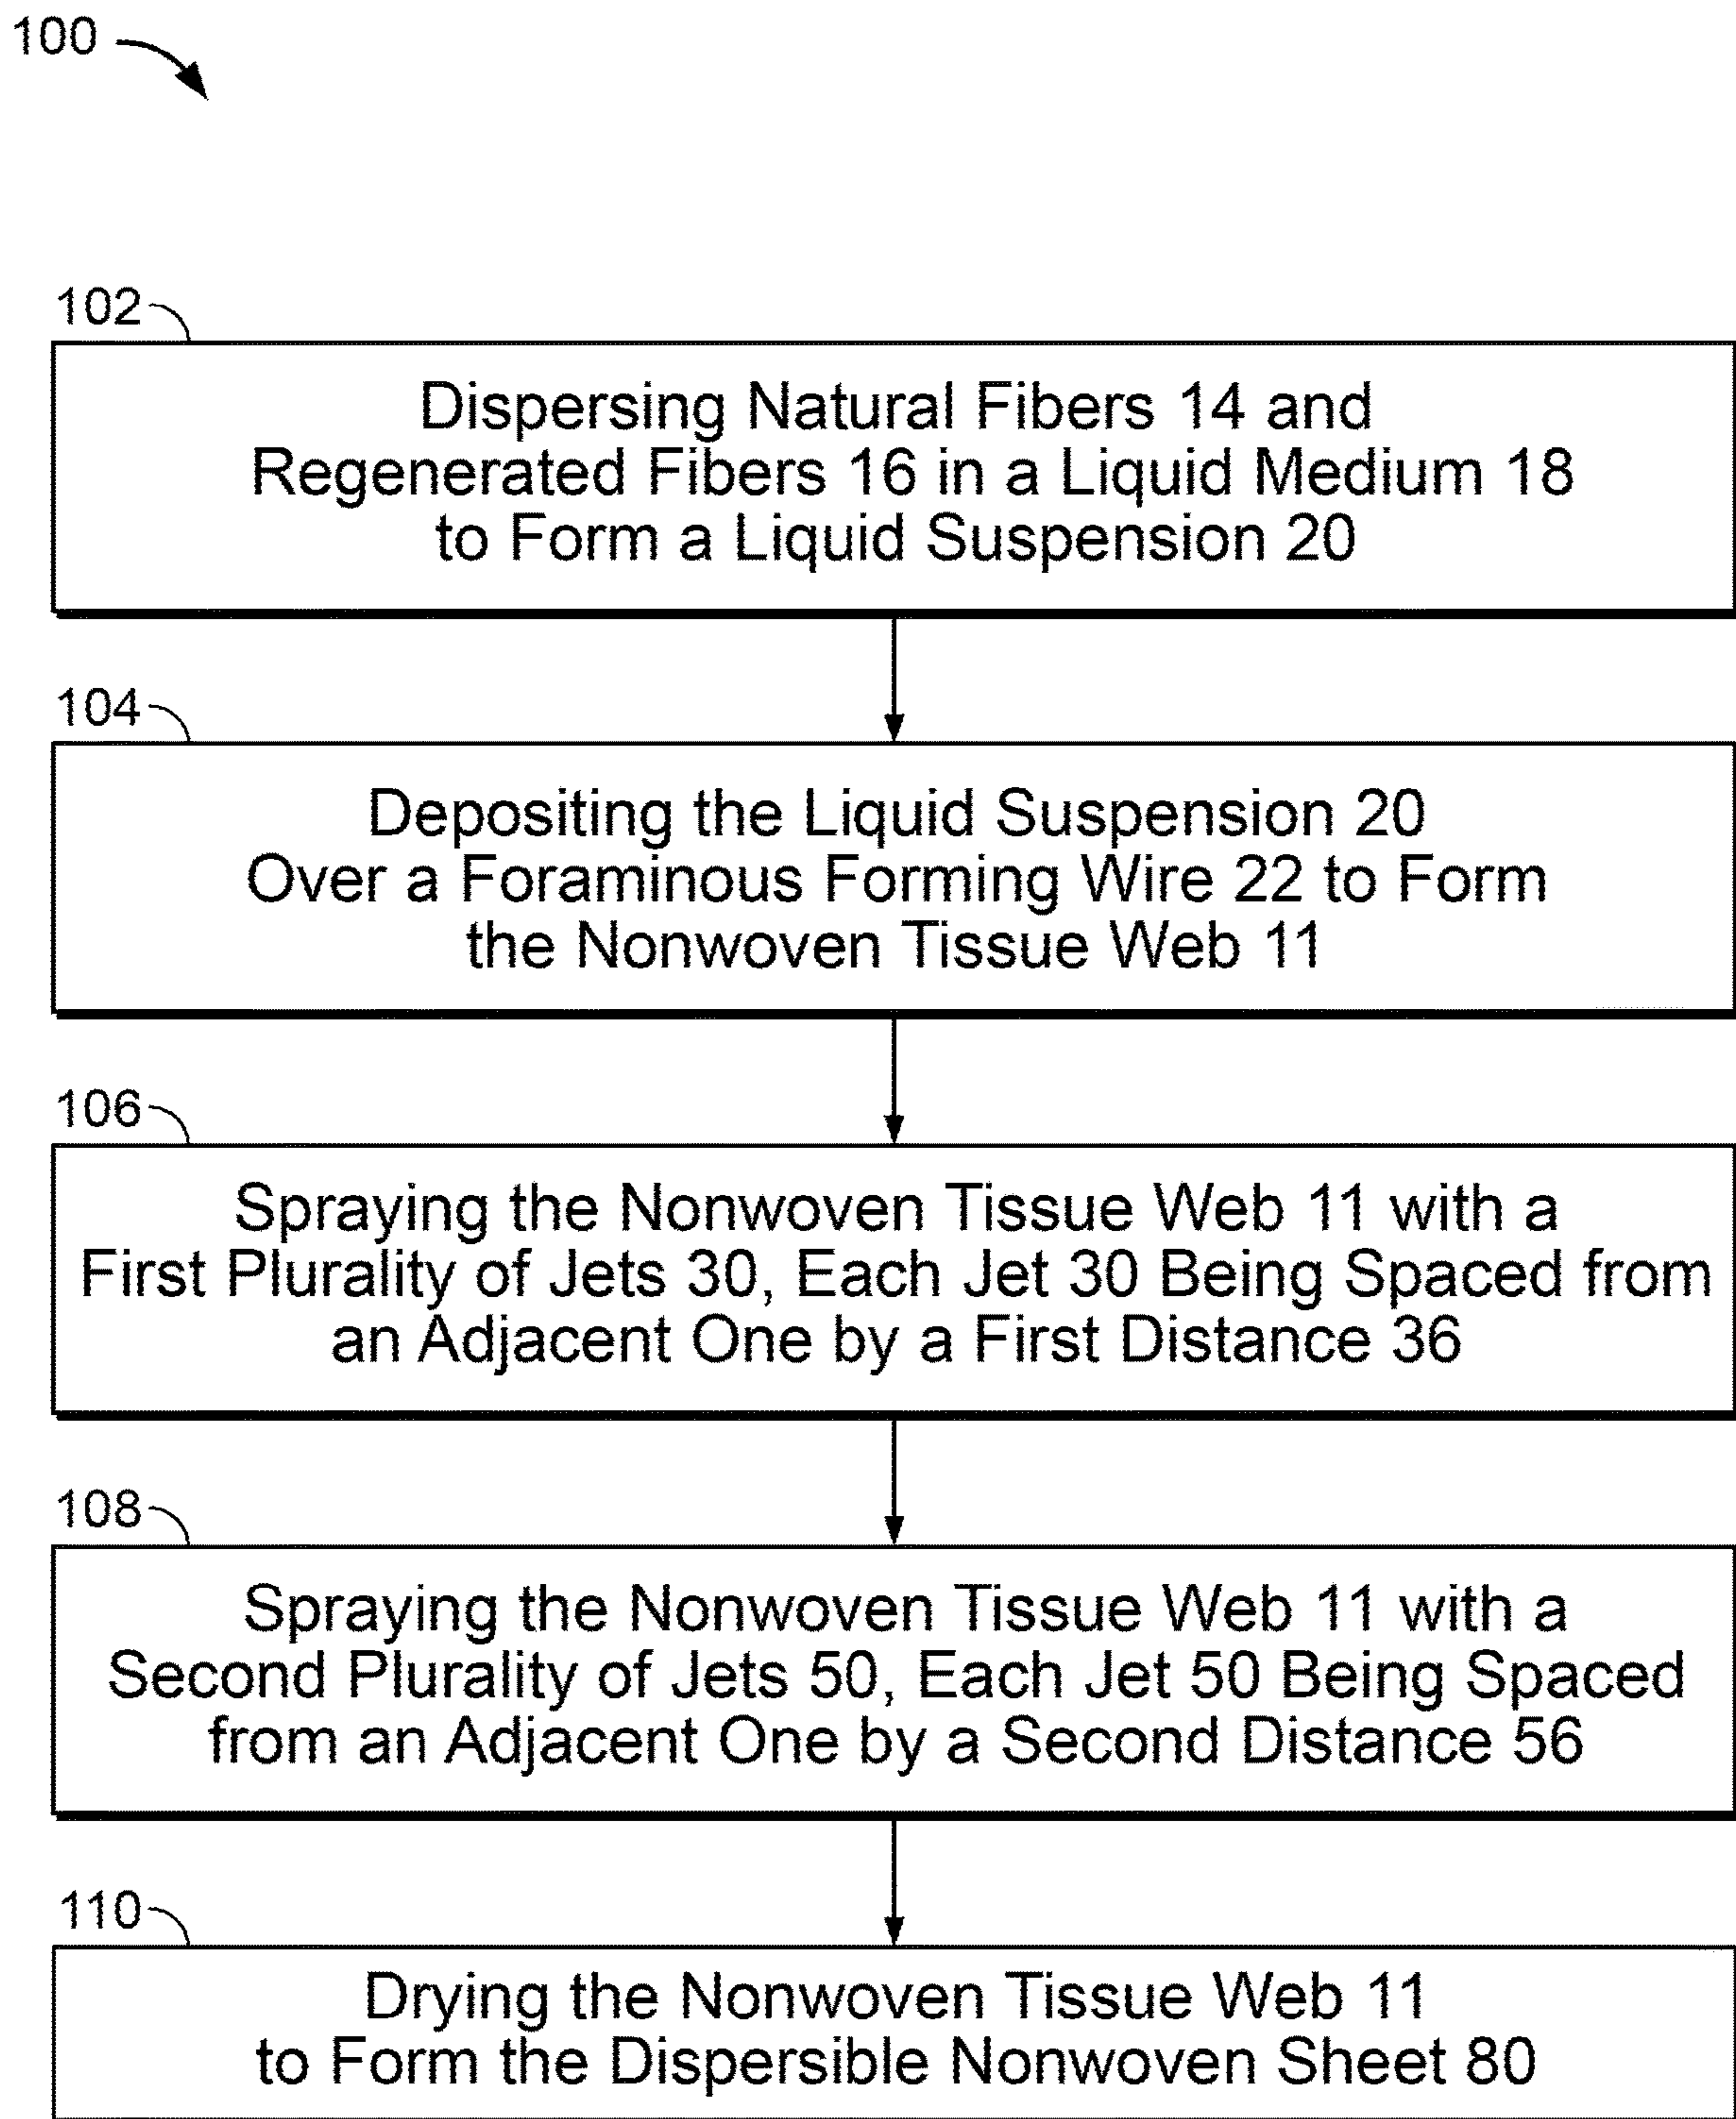 100
102
Dispersing Natural Fibers 14 and
Regenerated Fibers 16 in a Liquid Medium 18
to Form a Liquid Suspension 20
104
Depositing the Liquid Suspension 20
Over a Foraminous Forming Wire 22 to Form
the Nonwoven Tissue Web 11
106
Spraying the Nonwoven Tissue Web 11 with a
First Plurality of Jets 30, Each Jet 30 Being Spaced from
an Adjacent One by a First Distance 36
108
Spraying the Nonwoven Tissue Web 11 with a
Second Plurality of Jets 50, Each Jet 50 Being Spaced
from an Adjacent One by a Second Distance 56
110
Drying the Nonwoven Tissue Web 11
to Form the Dispersible Nonwoven Sheet 80